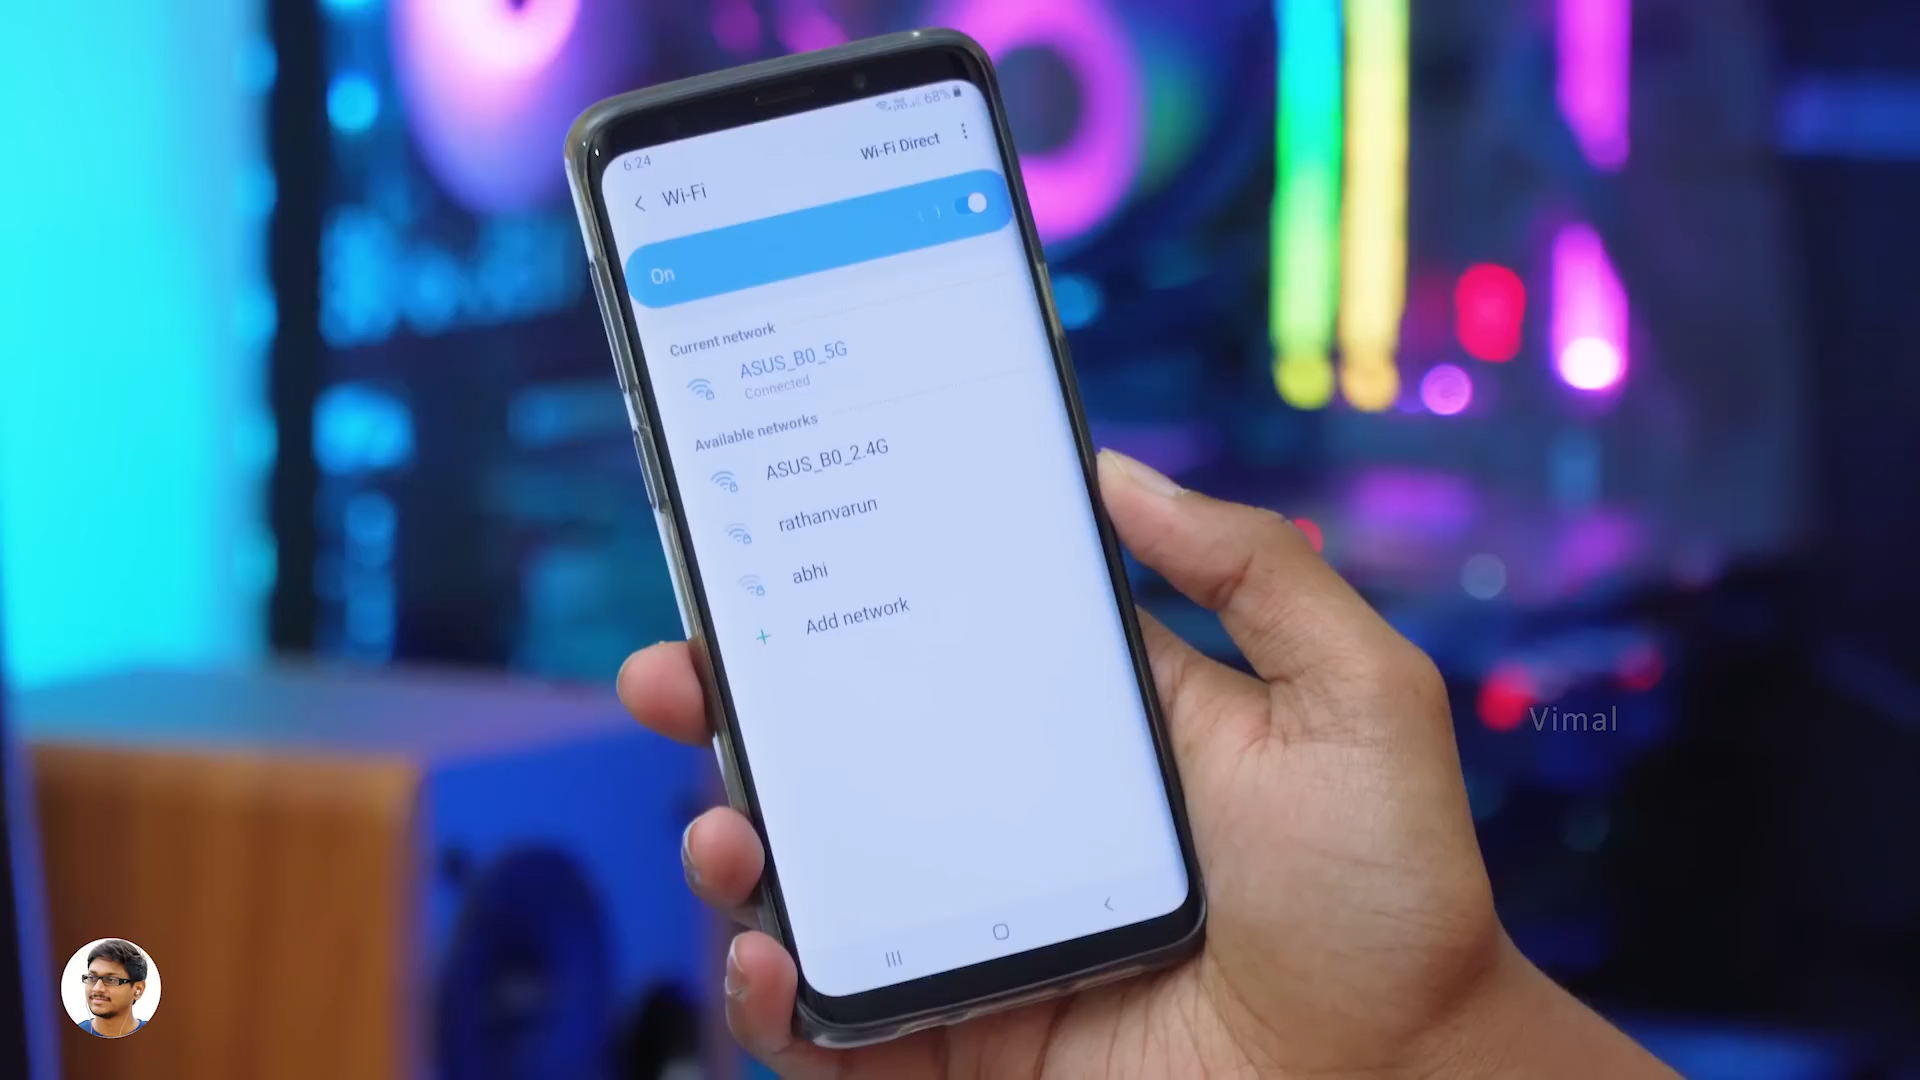 68%
6:24
Wi-Fi Direct
Wi-Fi
On
Current network
ASUS_B0_5G
Connected
Available networks
ASUS_B0_2.4G
rathanvarun
abhi
Add network
Vimal